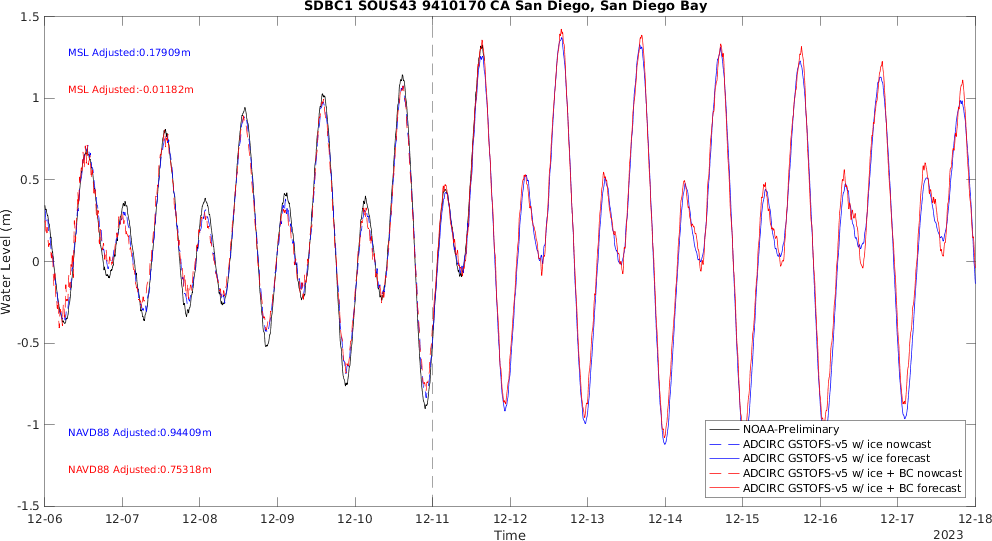 SDBC1 SOUS43 9410170 CA San Diego, San Diego Bay
1.5
MSL Adjusted:0.17909m
1
MSL Adjusted:-0.01182m
0.5
Water Level (m)
0
-0.5
-1
NAVD88 Adjusted:0.94409m
NAVD88 Adjusted:0.75318m
-1.5
NOAA-Preliminary
ADCIRC GSTOFS-v5 w/ ice nowcast
ADCIRC GSTOFS-v5 w/ ice forecast
ADCIRC GSTOFS-v5 w/ ice + BC nowcast
ADCIRC GSTOFS-v5 w/ ice + BC forecast
12-06 12-07 12-08 12-09 12-10 12-11 12-12 12-13 12-14 12-15 12-16 12-17 12-18
Time
2023